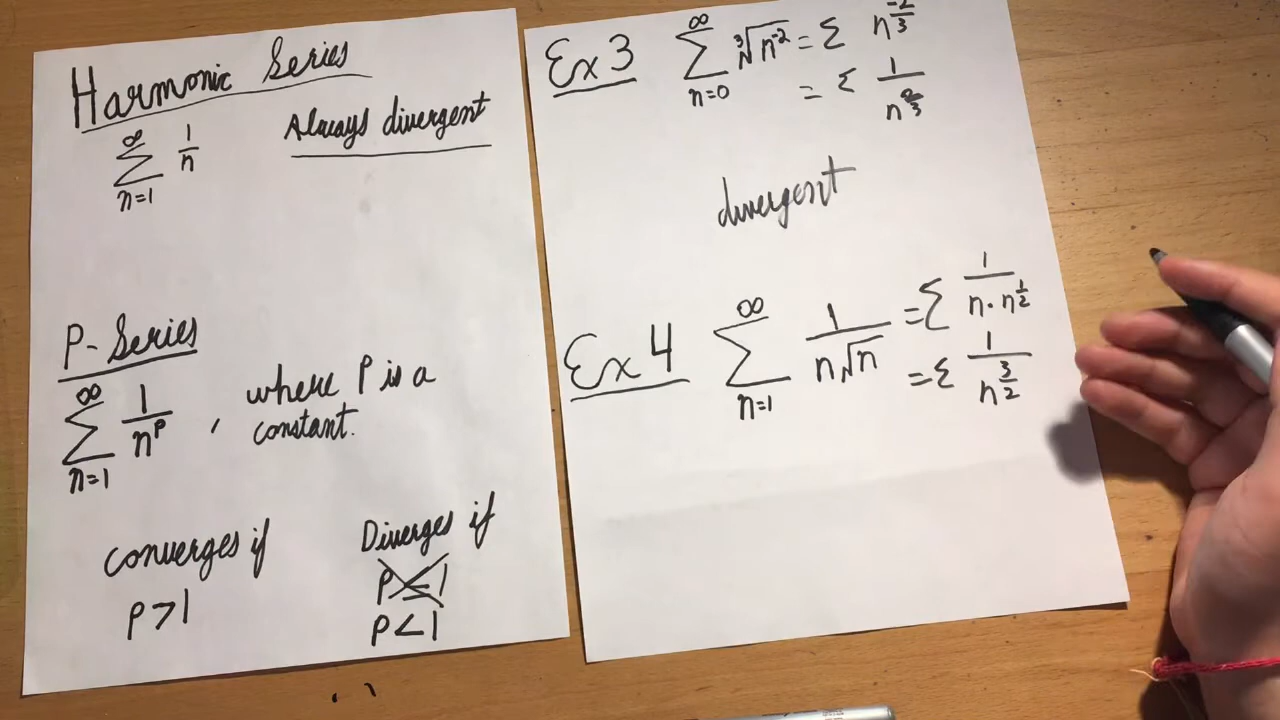 Harmonic Series
∞
∑ 1/n
n=1
Always divergent
P-Series
∞
∑ 1/n^p , where P is a
n=1 constant.
Converges if
P>1
Diverges if
P≤1
P<1
Ex 3 ∞
∑ ∛n^-2 = Σ n^-2/3
n=0
= Σ 1/n^2/3
divergent
Ex 4 ∞
∑ 1/n√n = Σ 1/n·n^1/2
n=1
= Σ 1/n^3/2